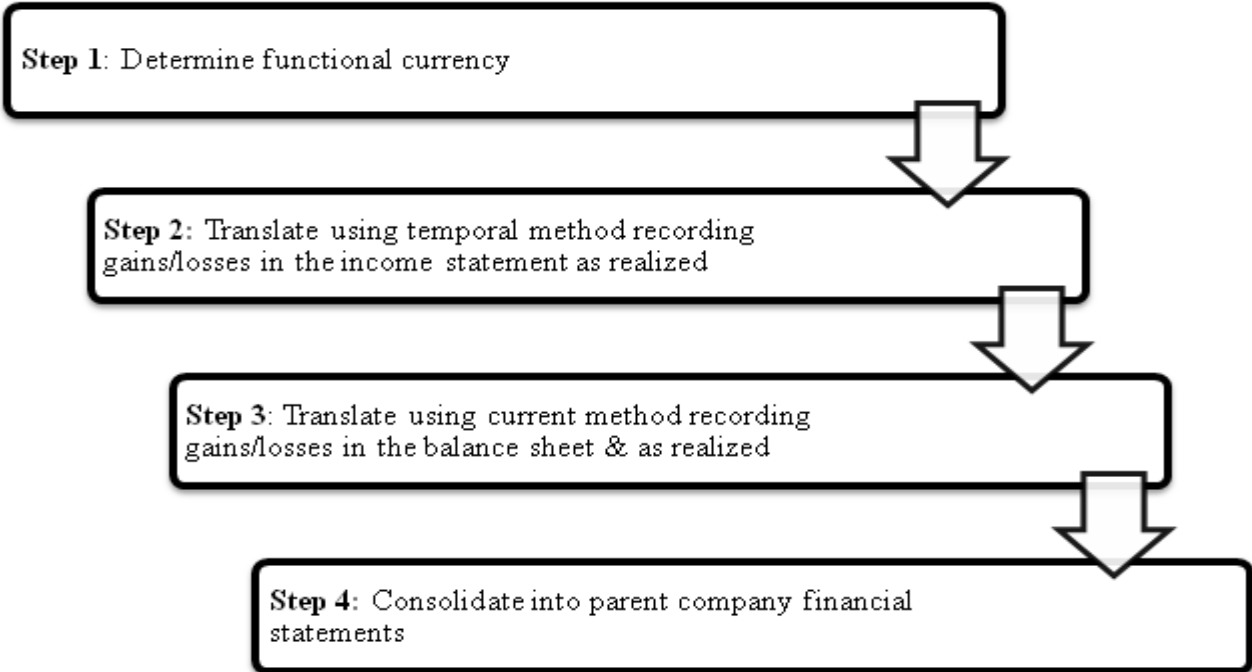 Step 1: Determine functional currency
Step 2: Translate using temporal method recording
gains/losses in the income statement as realized
Step 3: Translate using current method recording
gains/losses in the balance sheet & as realized
Step 4: Consolidate into parent company financial
statements